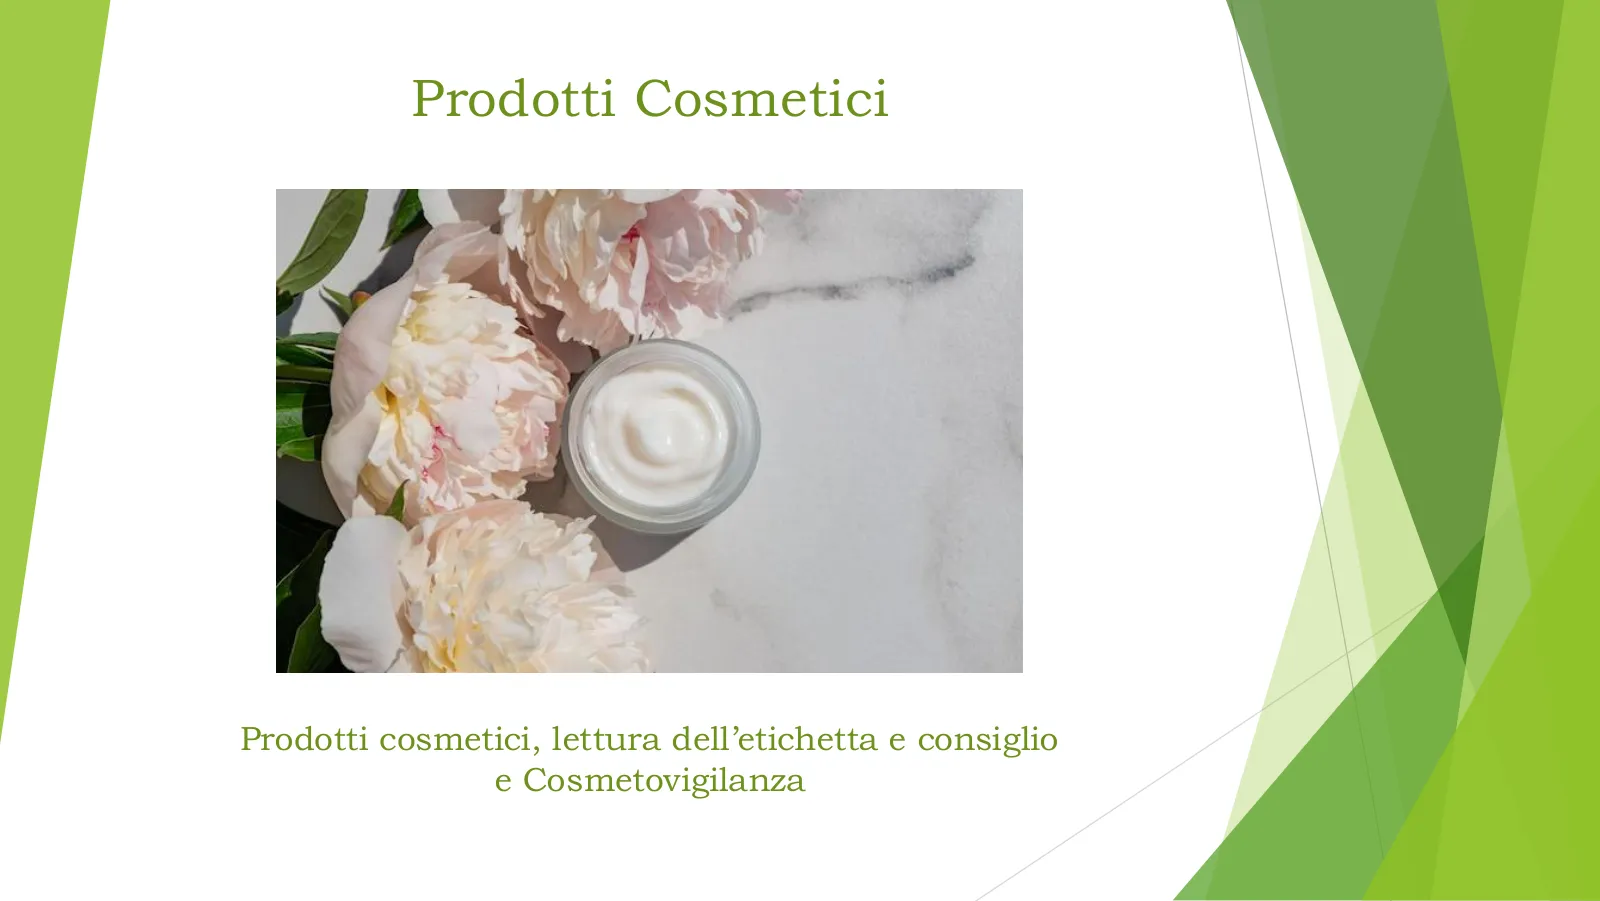 Prodotti Cosmetici
Prodotti cosmetici, lettura dell’etichetta e consiglio
e Cosmetovigilanza